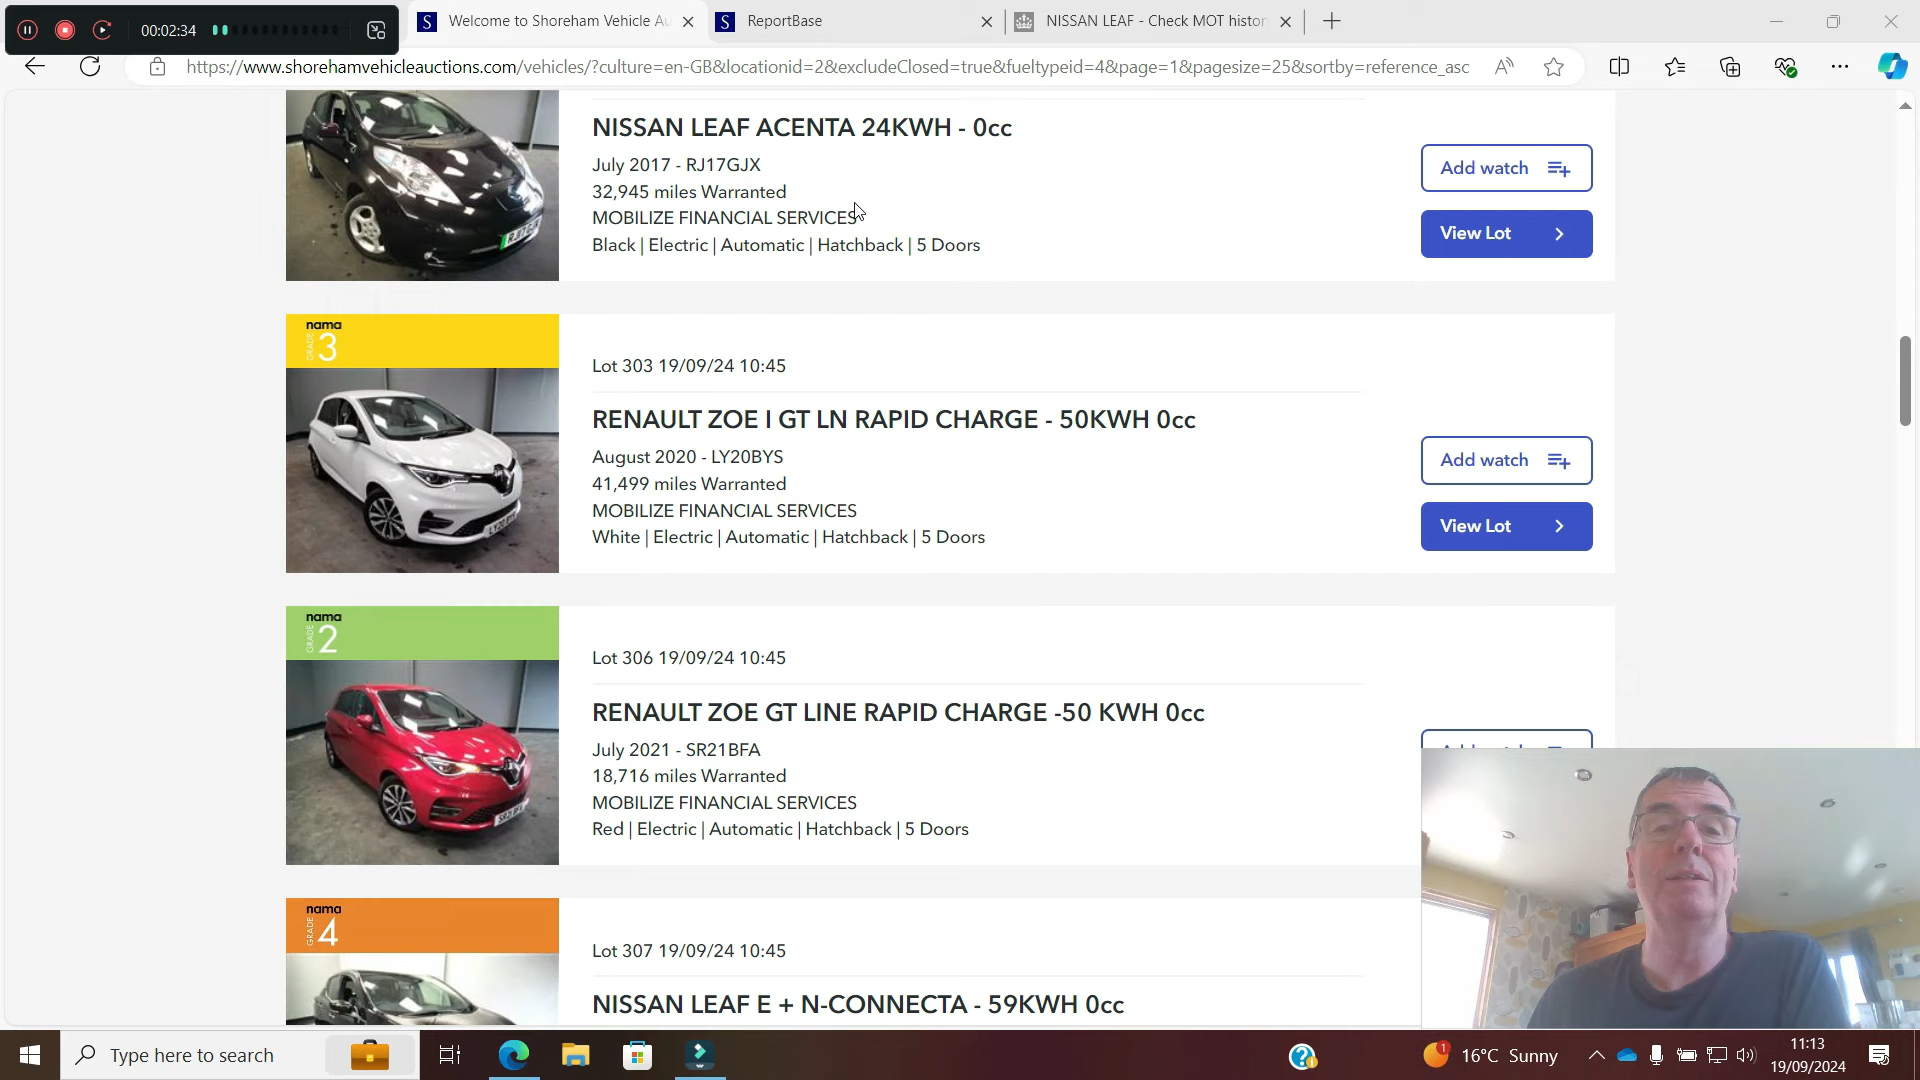 00:02:34
Welcome to Shoreham Vehicle Au
ReportBase
NISSAN LEAF - Check MOT histor
https://www.shorehamvehicleauctions.com/vehicles/?culture=en-GB&locationid=2&excludeClosed=true&fueltypeid=4&page=1&pagesize=25&sortby=reference_asc
NISSAN LEAF ACENTA 24KWH - 0cc
July 2017 - RJ17GJX
32,945 miles Warranted
MOBILIZE FINANCIAL SERVICES
Black | Electric | Automatic | Hatchback | 5 Doors
Add watch
View Lot
nama
GRADE 3
Lot 303 19/09/24 10:45
RENAULT ZOE I GT LN RAPID CHARGE - 50KWH 0cc
August 2020 - LY20BYS
41,499 miles Warranted
MOBILIZE FINANCIAL SERVICES
White | Electric | Automatic | Hatchback | 5 Doors
Add watch
View Lot
nama
GRADE 2
Lot 306 19/09/24 10:45
RENAULT ZOE GT LINE RAPID CHARGE -50 KWH 0cc
July 2021 - SR21BFA
18,716 miles Warranted
MOBILIZE FINANCIAL SERVICES
Red | Electric | Automatic | Hatchback | 5 Doors
nama
GRADE 4
Lot 307 19/09/24 10:45
NISSAN LEAF E + N-CONNECTA - 59KWH 0cc
Type here to search
1
16°C Sunny
11:13
19/09/2024